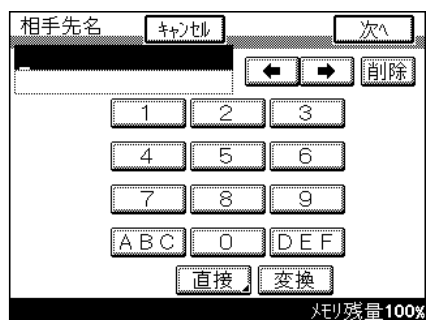 相手先名 キャンセル 次へ
← → 削除
1 2 3
4 5 6
7 8 9
ABC 0 DEF
直接 変換
メモリ残量100%